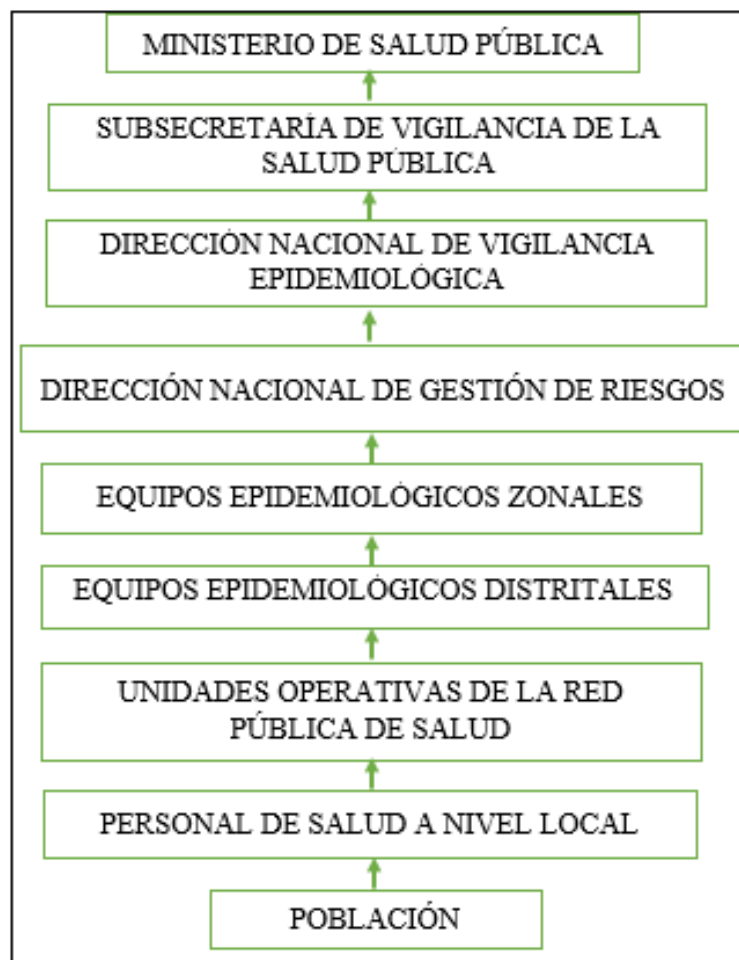 MINISTERIO DE SALUD PÚBLICA
SUBSECRETARÍA DE VIGILANCIA DE LA
SALUD PÚBLICA
DIRECCIÓN NACIONAL DE VIGILANCIA
EPIDEMIOLÓGICA
DIRECCIÓN NACIONAL DE GESTIÓN DE RIESGOS
EQUIPOS EPIDEMIOLÓGICOS ZONALES
EQUIPOS EPIDEMIOLÓGICOS DISTRITALES
UNIDADES OPERATIVAS DE LA RED
PÚBLICA DE SALUD
PERSONAL DE SALUD A NIVEL LOCAL
POBLACIÓN